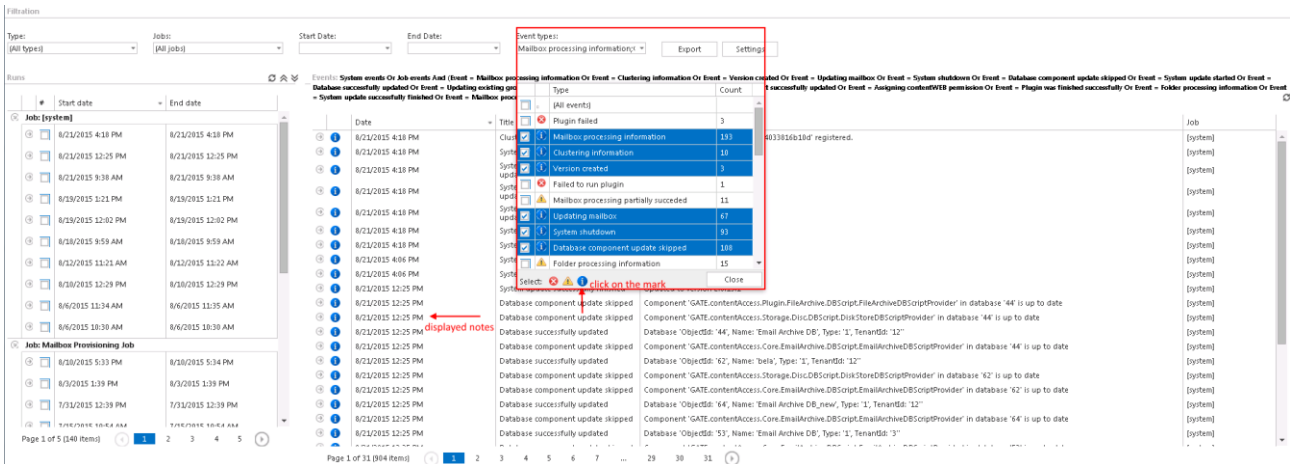 Filtration
Type: Jobs: Start Date: End Date: Event types:
(All types) (All jobs) Mailbox processing information; Export Settings
Runs
Events: System events Or Job events And (Event = Mailbox processing information Or Event = Clustering information Or Event = Version created Or Event = Updating mailbox Or Event = System shutdown Or Event = Database component update skipped Or Event = System update started Or Event =
Database successfully updated Or Event = Updating existing gro t successfully updated Or Event = Assigning contentWEB permission Or Event = Plugin was finished successfully Or Event = Folder processing information Or Event
= System update successfully finished Or Event = Mailbox proc
# Start date End date
Job: [system]
8/21/2015 4:18 PM 8/21/2015 4:18 PM
8/21/2015 12:25 PM 8/21/2015 12:25 PM
8/21/2015 9:38 AM 8/21/2015 9:38 AM
8/19/2015 1:21 PM 8/19/2015 1:21 PM
8/19/2015 12:02 PM 8/19/2015 12:02 PM
8/18/2015 9:59 AM 8/18/2015 9:59 AM
8/12/2015 11:21 AM 8/12/2015 11:22 AM
8/10/2015 12:29 PM 8/10/2015 12:29 PM
8/6/2015 11:34 AM 8/6/2015 11:35 AM
8/6/2015 10:30 AM 8/6/2015 10:30 AM
Job: Mailbox Provisioning Job
8/10/2015 5:33 PM 8/10/2015 5:34 PM
8/3/2015 1:39 PM 8/3/2015 1:39 PM
7/31/2015 12:39 PM 7/31/2015 12:39 PM
7/15/2015 10:54 AM 7/15/2015 10:54 AM
Page 1 of 5 (140 items) 1 2 3 4 5
Type Count
(All events)
Plugin failed 3
Mailbox processing information 193
Clustering information 10
Version created 3
Failed to run plugin 1
Mailbox processing partially succeded 11
Updating mailbox 67
System shutdown 93
Database component update skipped 188
Folder processing information 15
Select: click on the mark Close
Date Title Job
8/21/2015 4:18 PM Clust 4033816b10d' registered. [system]
8/21/2015 4:18 PM Syste [system]
8/21/2015 4:18 PM Syste upda [system]
8/21/2015 4:18 PM Syste upda [system]
8/21/2015 4:18 PM Syste upda [system]
8/21/2015 4:18 PM Syste [system]
8/21/2015 4:18 PM Syste [system]
8/21/2015 4:06 PM Syste [system]
8/21/2015 4:06 PM Syste [system]
8/21/2015 12:25 PM [system]
8/21/2015 12:25 PM Database component update skipped Component 'GATE.contentAccess.Plugin.FileArchive.DBScript.FileArchiveDBScriptProvider' in database '44' is up to date [system]
8/21/2015 12:25 PM displayed notes Database component update skipped Component 'GATE.contentAccess.Storage.Disc.DBScript.DiskStoreDBScriptProvider' in database '44' is up to date [system]
8/21/2015 12:25 PM Database successfully updated Database 'ObjectId: '44', Name: 'Email Archive DB', Type: '1', TenantId: '12'' [system]
8/21/2015 12:25 PM Database component update skipped Component 'GATE.contentAccess.Core.EmailArchive.DBScript.EmailArchiveDBScriptProvider' in database '44' is up to date [system]
8/21/2015 12:25 PM Database successfully updated Database 'ObjectId: '62', Name: 'bela', Type: '1', TenantId: '12'' [system]
8/21/2015 12:25 PM Database component update skipped Component 'GATE.contentAccess.Storage.Disc.DBScript.DiskStoreDBScriptProvider' in database '62' is up to date [system]
8/21/2015 12:25 PM Database component update skipped Component 'GATE.contentAccess.Core.EmailArchive.DBScript.EmailArchiveDBScriptProvider' in database '62' is up to date [system]
8/21/2015 12:25 PM Database successfully updated Database 'ObjectId: '64', Name: 'Email Archive DB_new', Type: '1', TenantId: '12'' [system]
8/21/2015 12:25 PM Database component update skipped Component 'GATE.contentAccess.Core.EmailArchive.DBScript.EmailArchiveDBScriptProvider' in database '64' is up to date [system]
8/21/2015 12:25 PM Database successfully updated Database 'ObjectId: '53', Name: 'Email Archive DB', Type: '1', TenantId: '3'' [system]
Page 1 of 31 (904 items) 1 2 3 4 5 6 7 ... 29 30 31